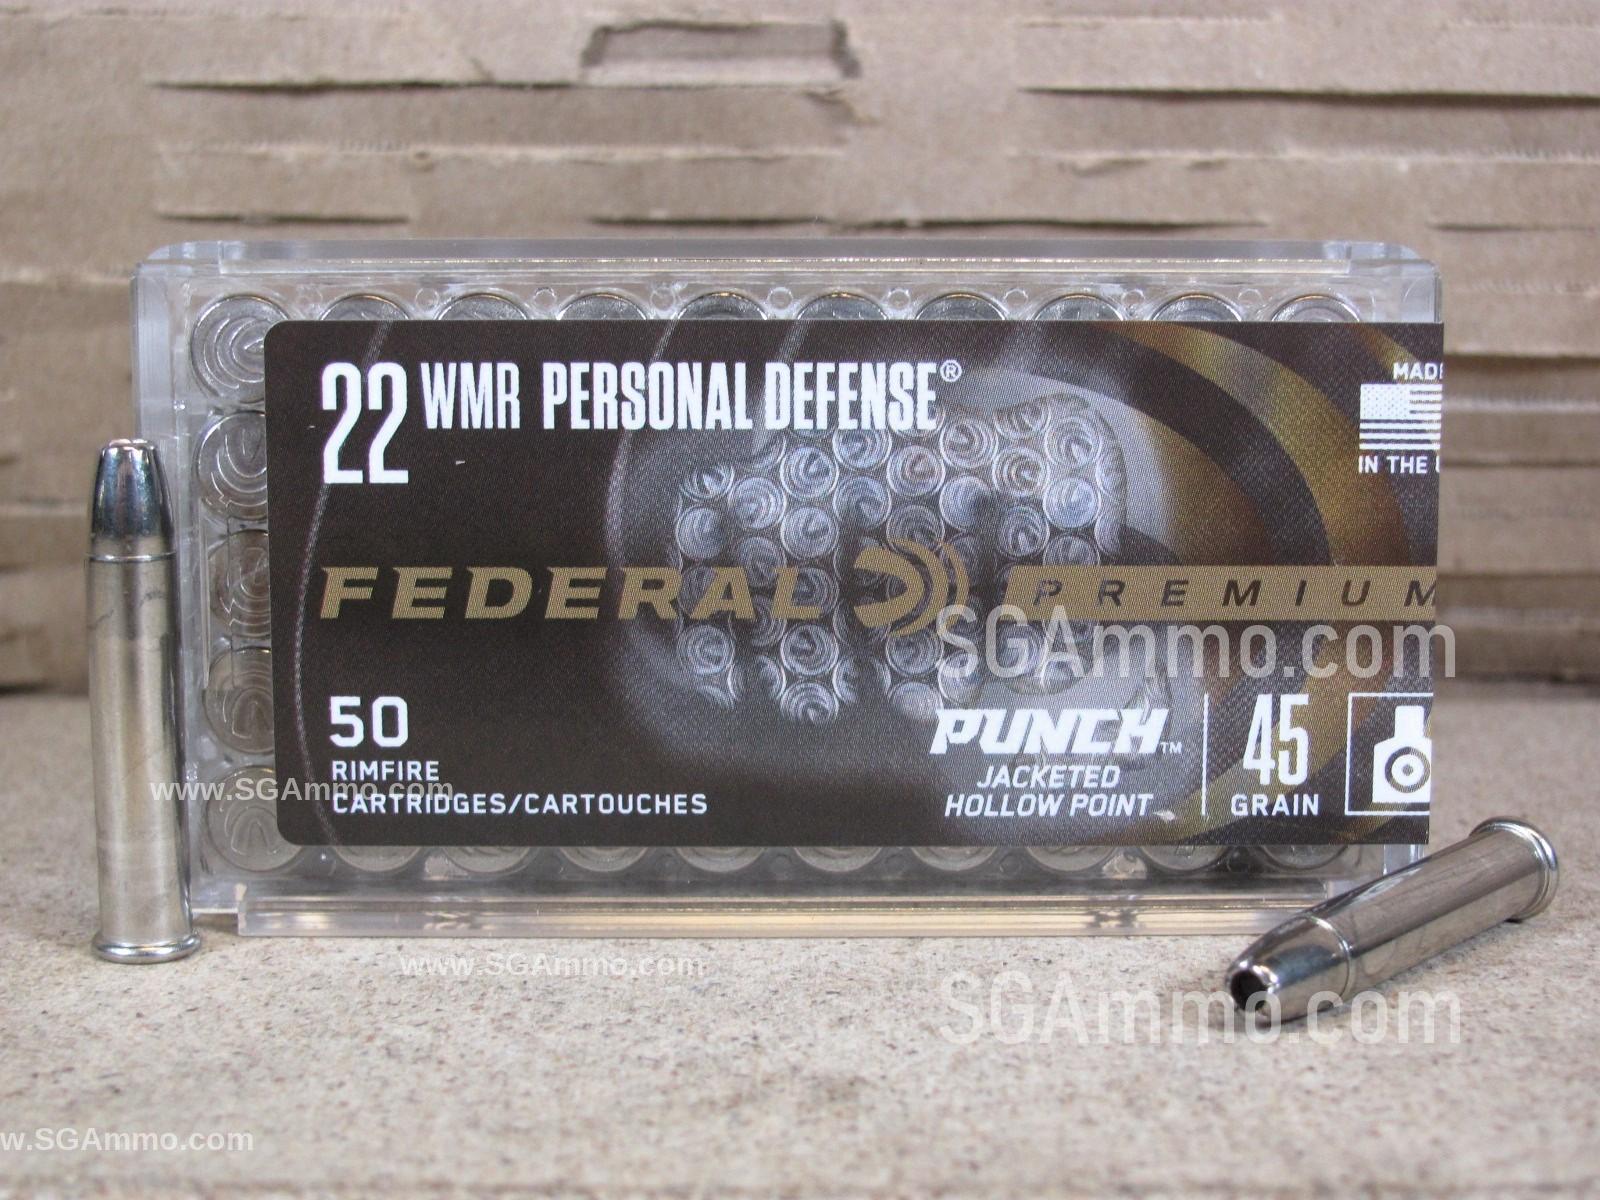 22 WMR PERSONAL DEFENSE®
MADE
IN THE
FEDERAL PREMIUM
SGAmmo.com
50
RIMFIRE
CARTRIDGES/CARTOUCHES
www.SGAmmo.com
PUNCH™
JACKETED
HOLLOW POINT
45
GRAIN
www.SGAmmo.com
SGAmmo.com
w.SGAmmo.com